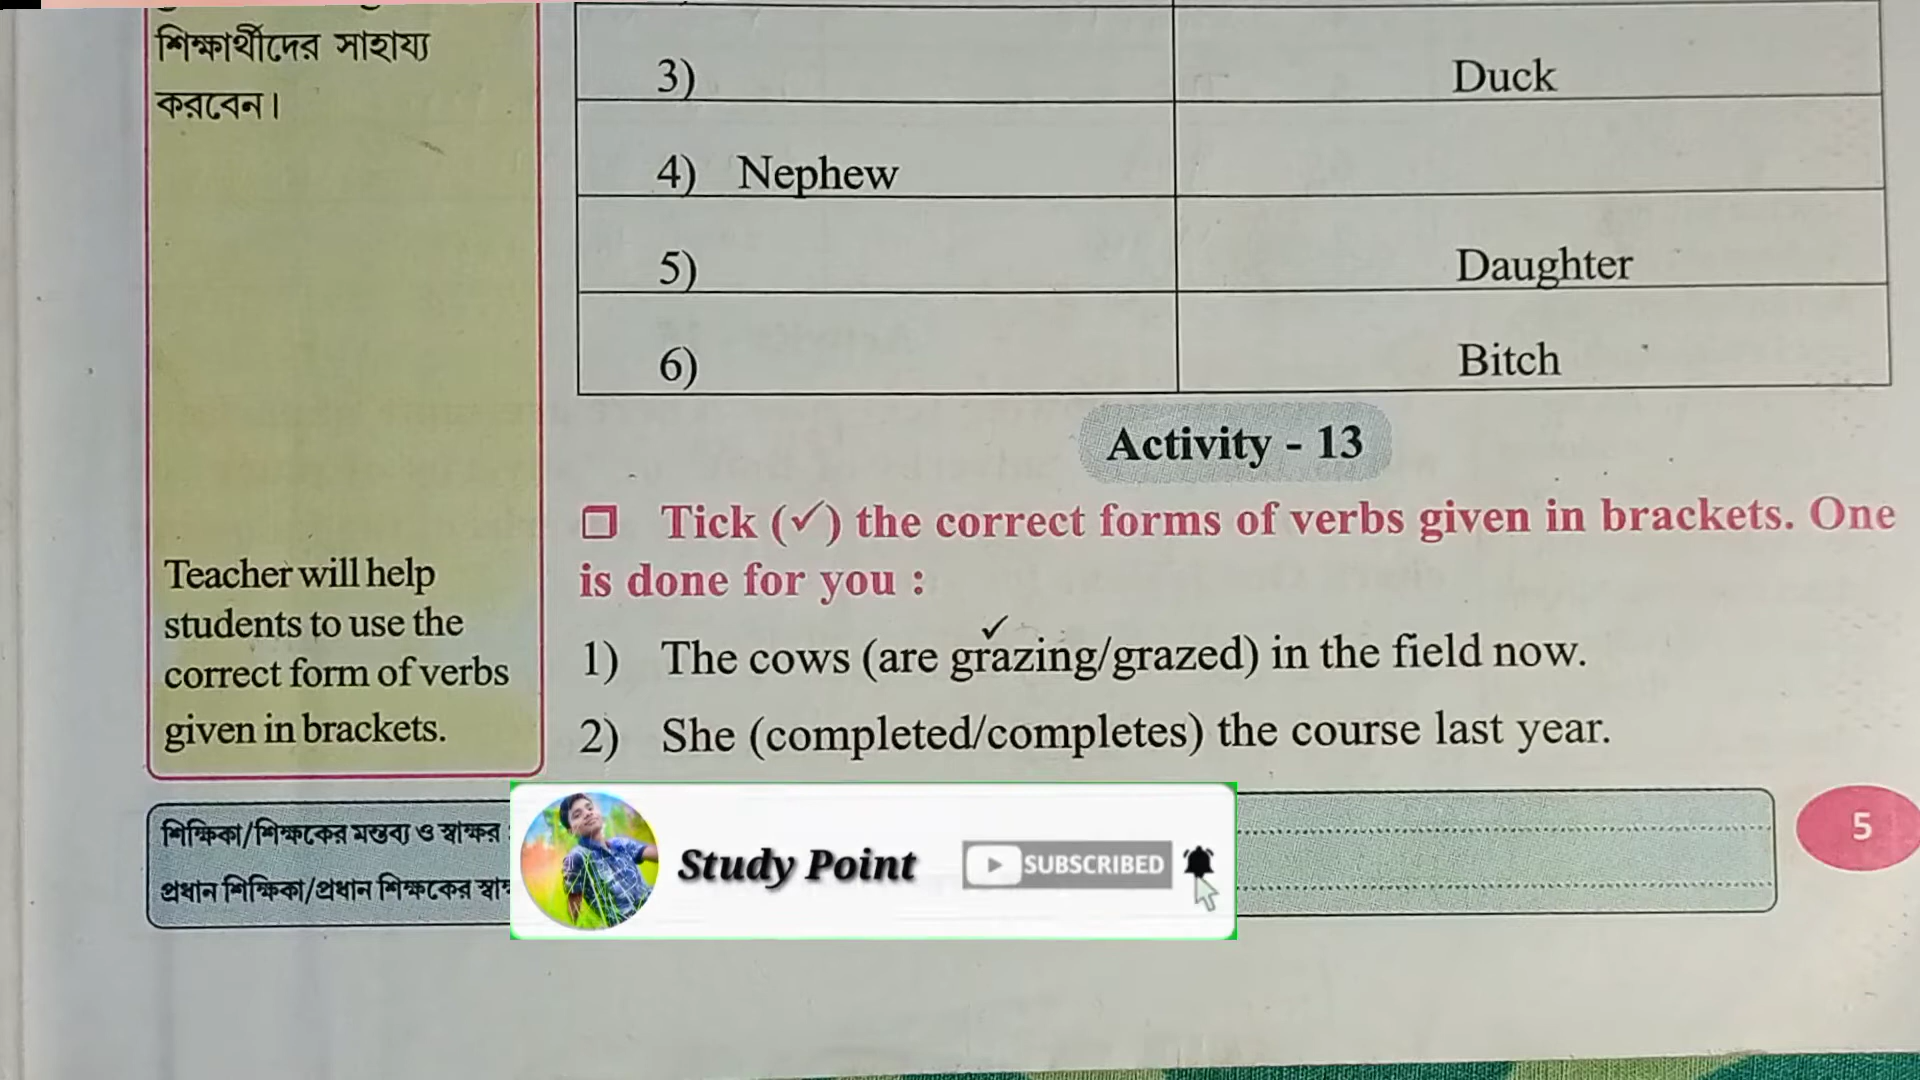 শিক্ষার্থীদের সাহায্য
করবেন।
3) Duck
4) Nephew
5) Daughter
6) Bitch
Activity - 13
❒ Tick (✓) the correct forms of verbs given in brackets. One
is done for you :
Teacher will help
students to use the
correct form of verbs
given in brackets.
✓
1) The cows (are grazing/grazed) in the field now.
2) She (completed/completes) the course last year.
শিক্ষিকা/শিক্ষকের মন্তব্য ও স্বাক্ষর
প্রধান শিক্ষিকা/প্রধান শিক্ষকের
Study Point
SUBSCRIBED
5